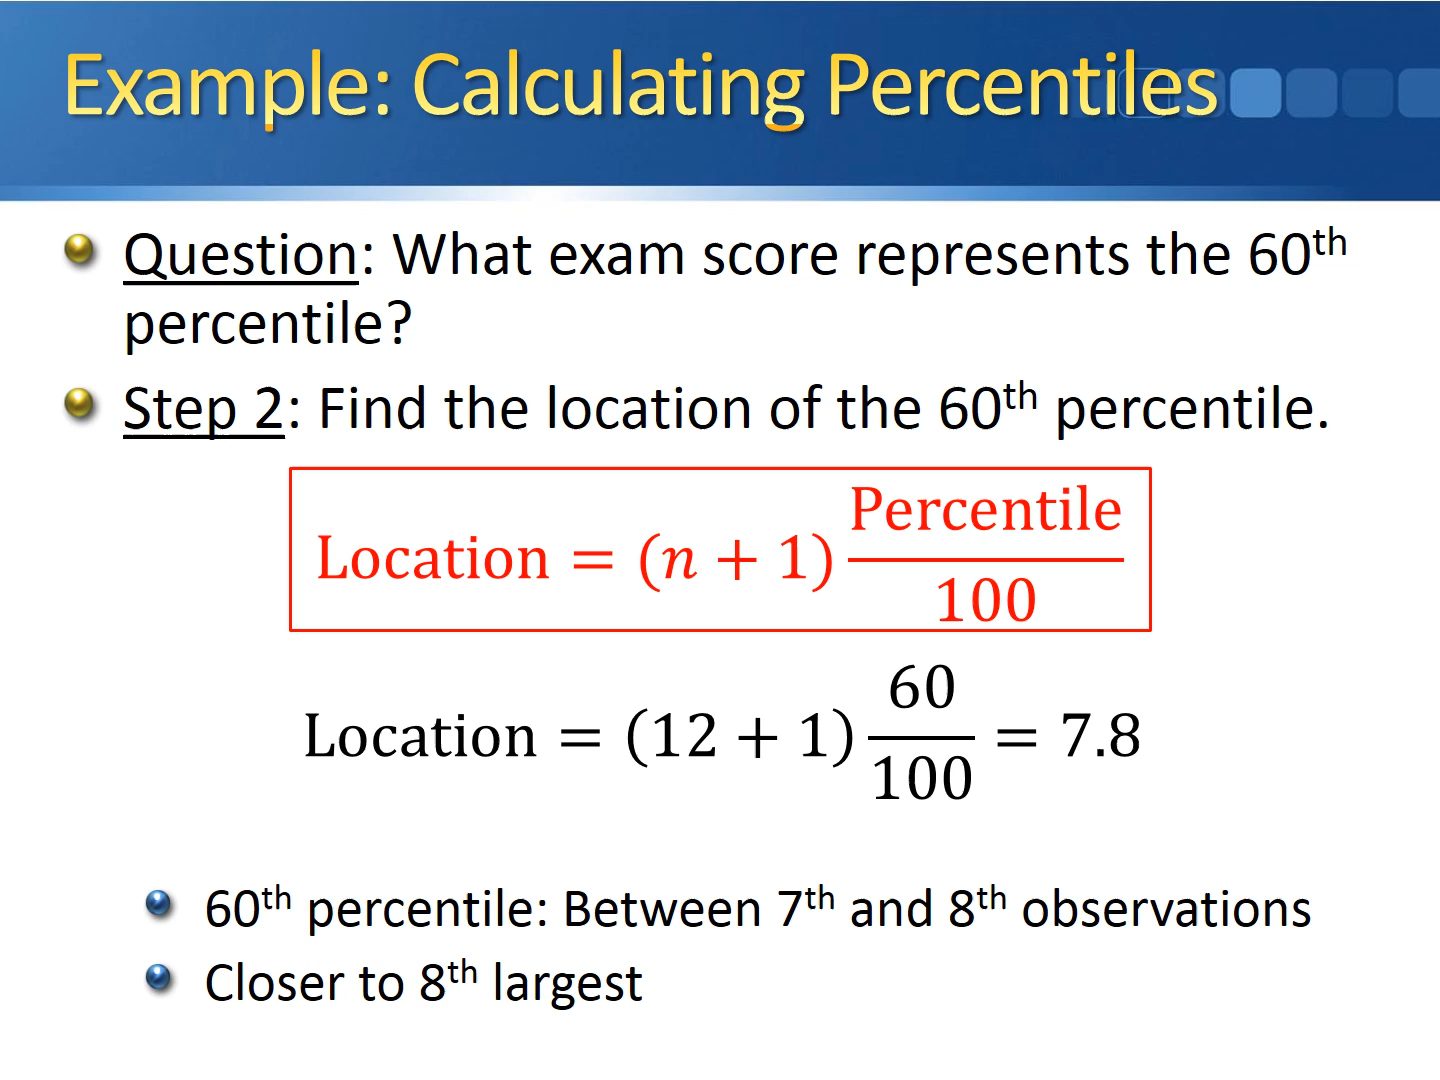 Example: Calculating Percentiles
Question: What exam score represents the 60th
percentile?
Step 2: Find the location of the 60th percentile.
Location = (n + 1) Percentile/100
Location = (12 + 1) 60/100 = 7.8
60th percentile: Between 7th and 8th observations
Closer to 8th largest